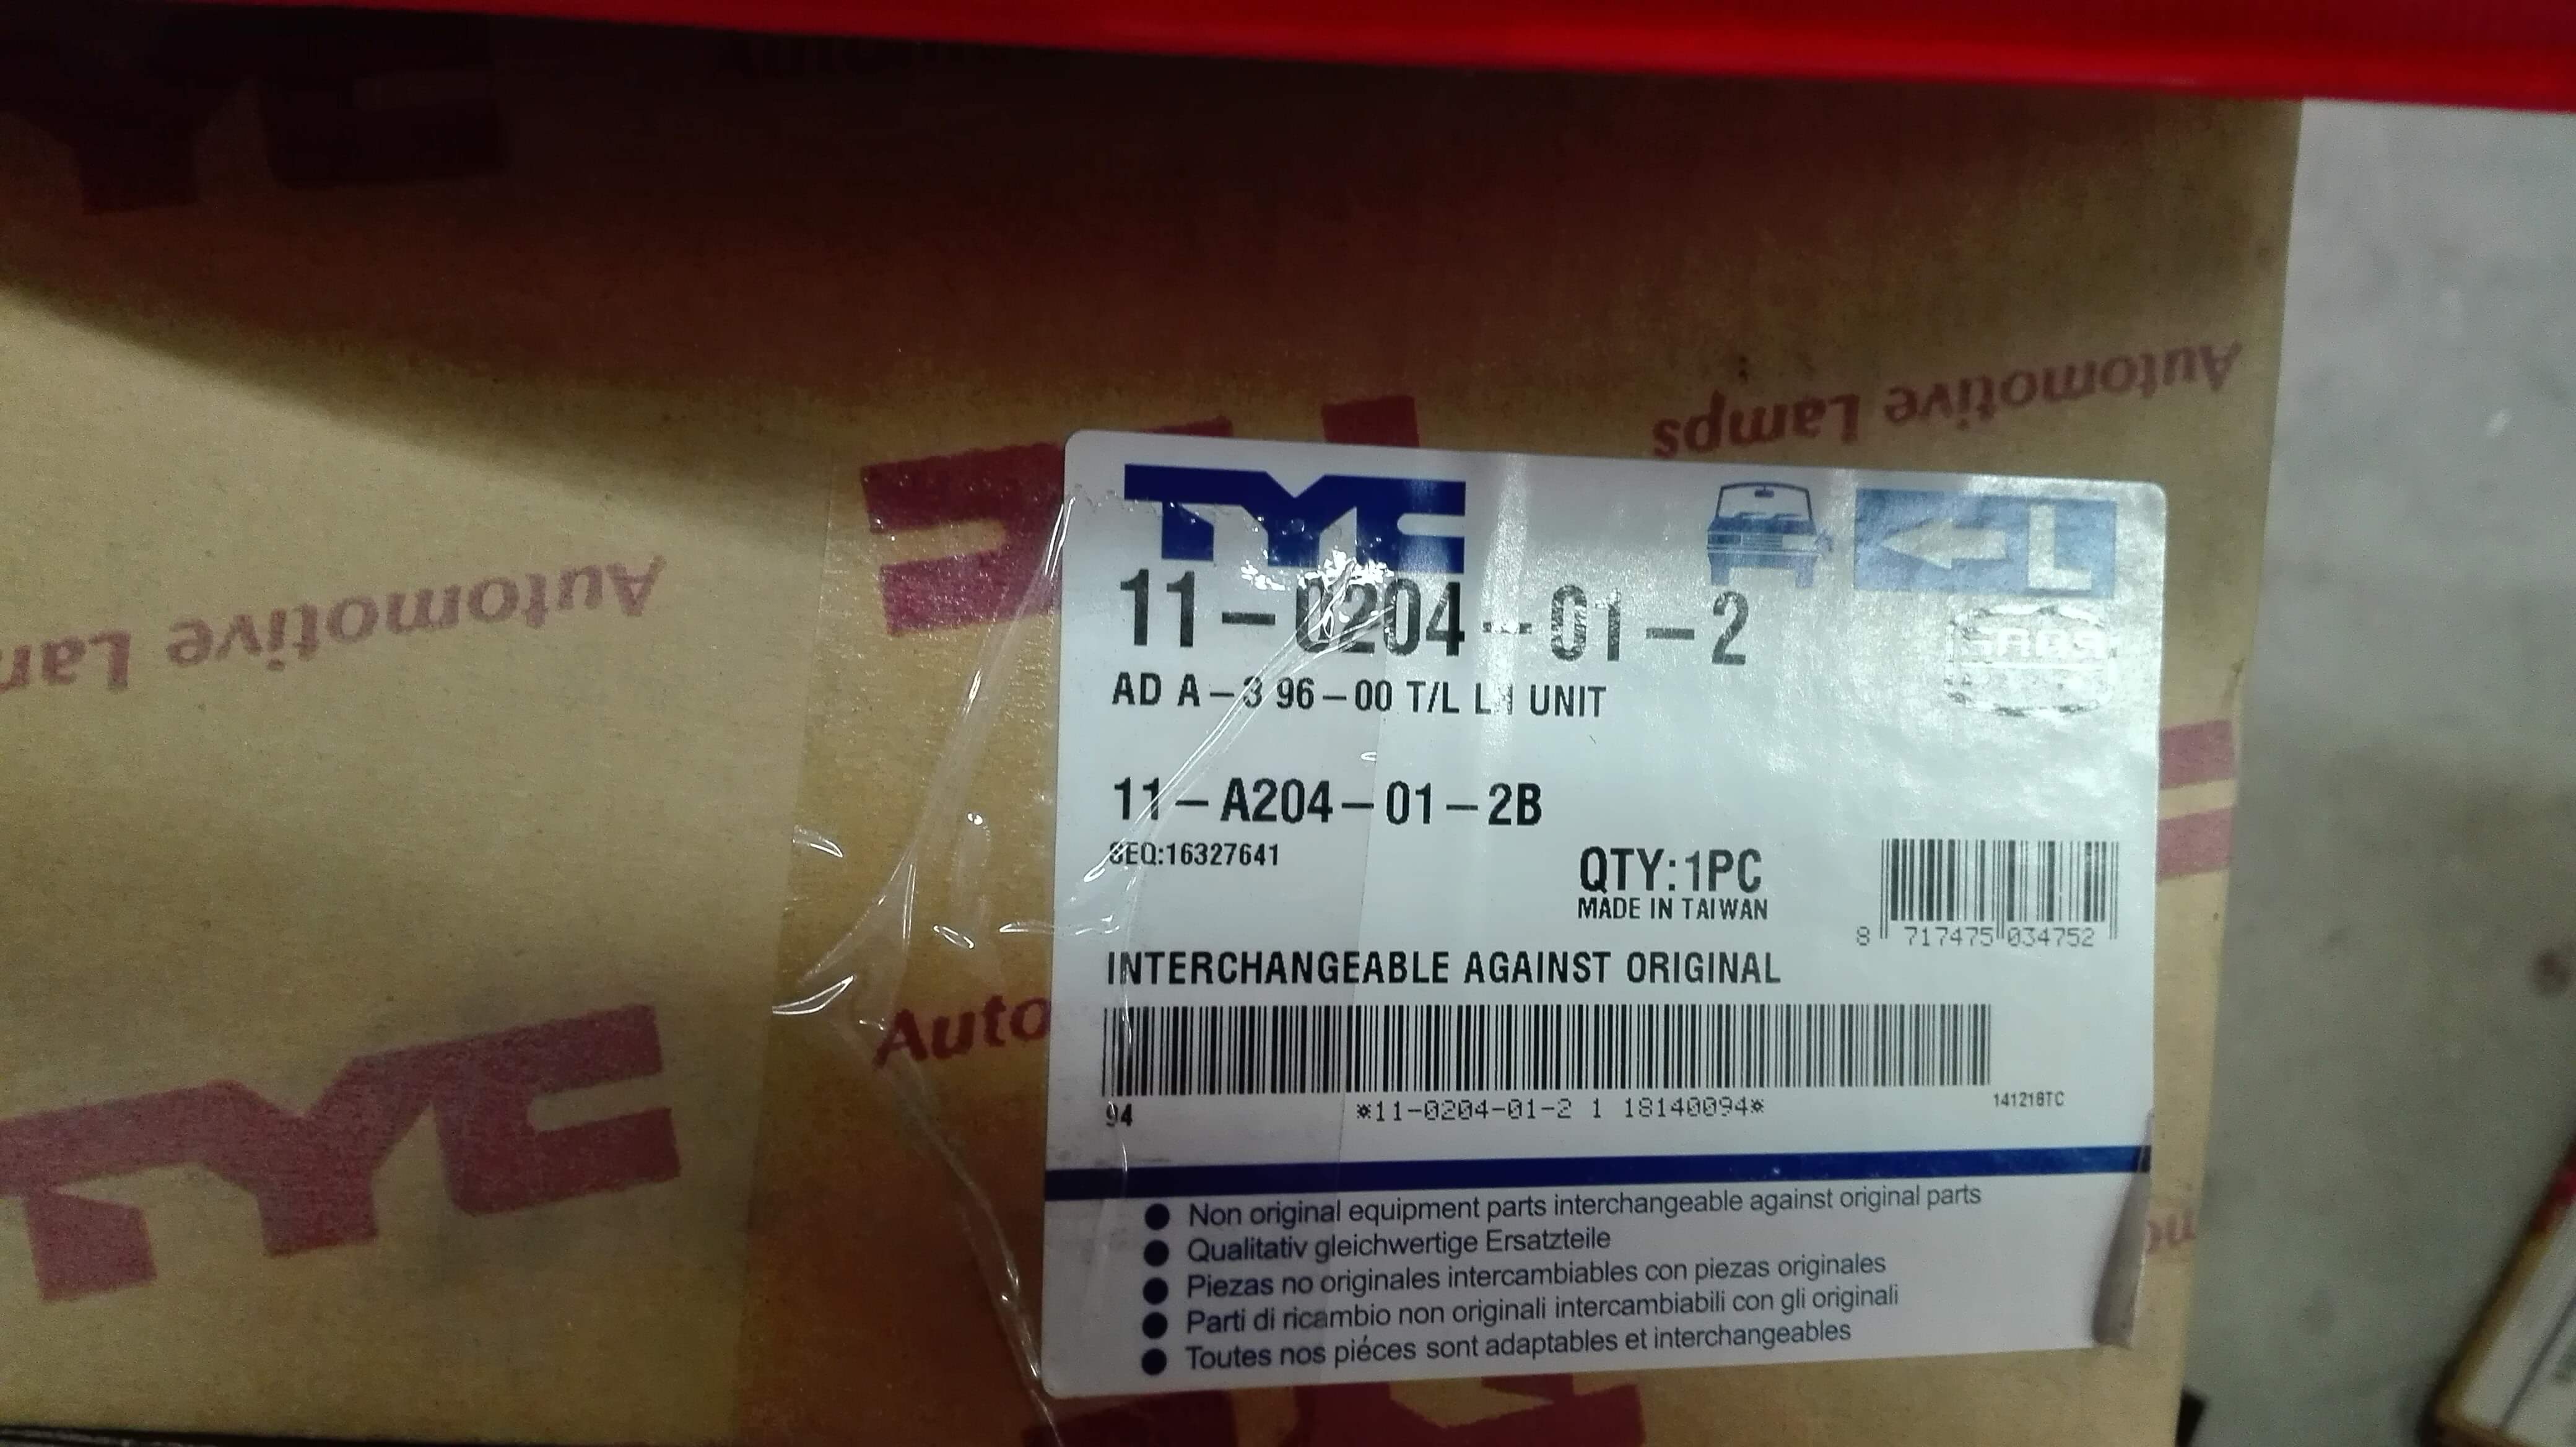 Automotive Lamps
Automotive
TYC
L
11-0204-01-2
AD A-3 96-00 T/L LH UNIT
11-A204-01-2B
SEQ:16327641
QTY:1PC
MADE IN TAIWAN
8 717475 034752
INTERCHANGEABLE AGAINST ORIGINAL
Auto
TYC
94
*11-0204-01-2 1 18140094*
141218TC
Non original equipment parts interchangeable against original parts
Qualitativ gleichwertige Ersatzteile
Piezas no originales intercambiables con piezas originales
Parti di ricambio non originali intercambiabili con gli originali
Toutes nos piéces sont adaptables et interchangeables